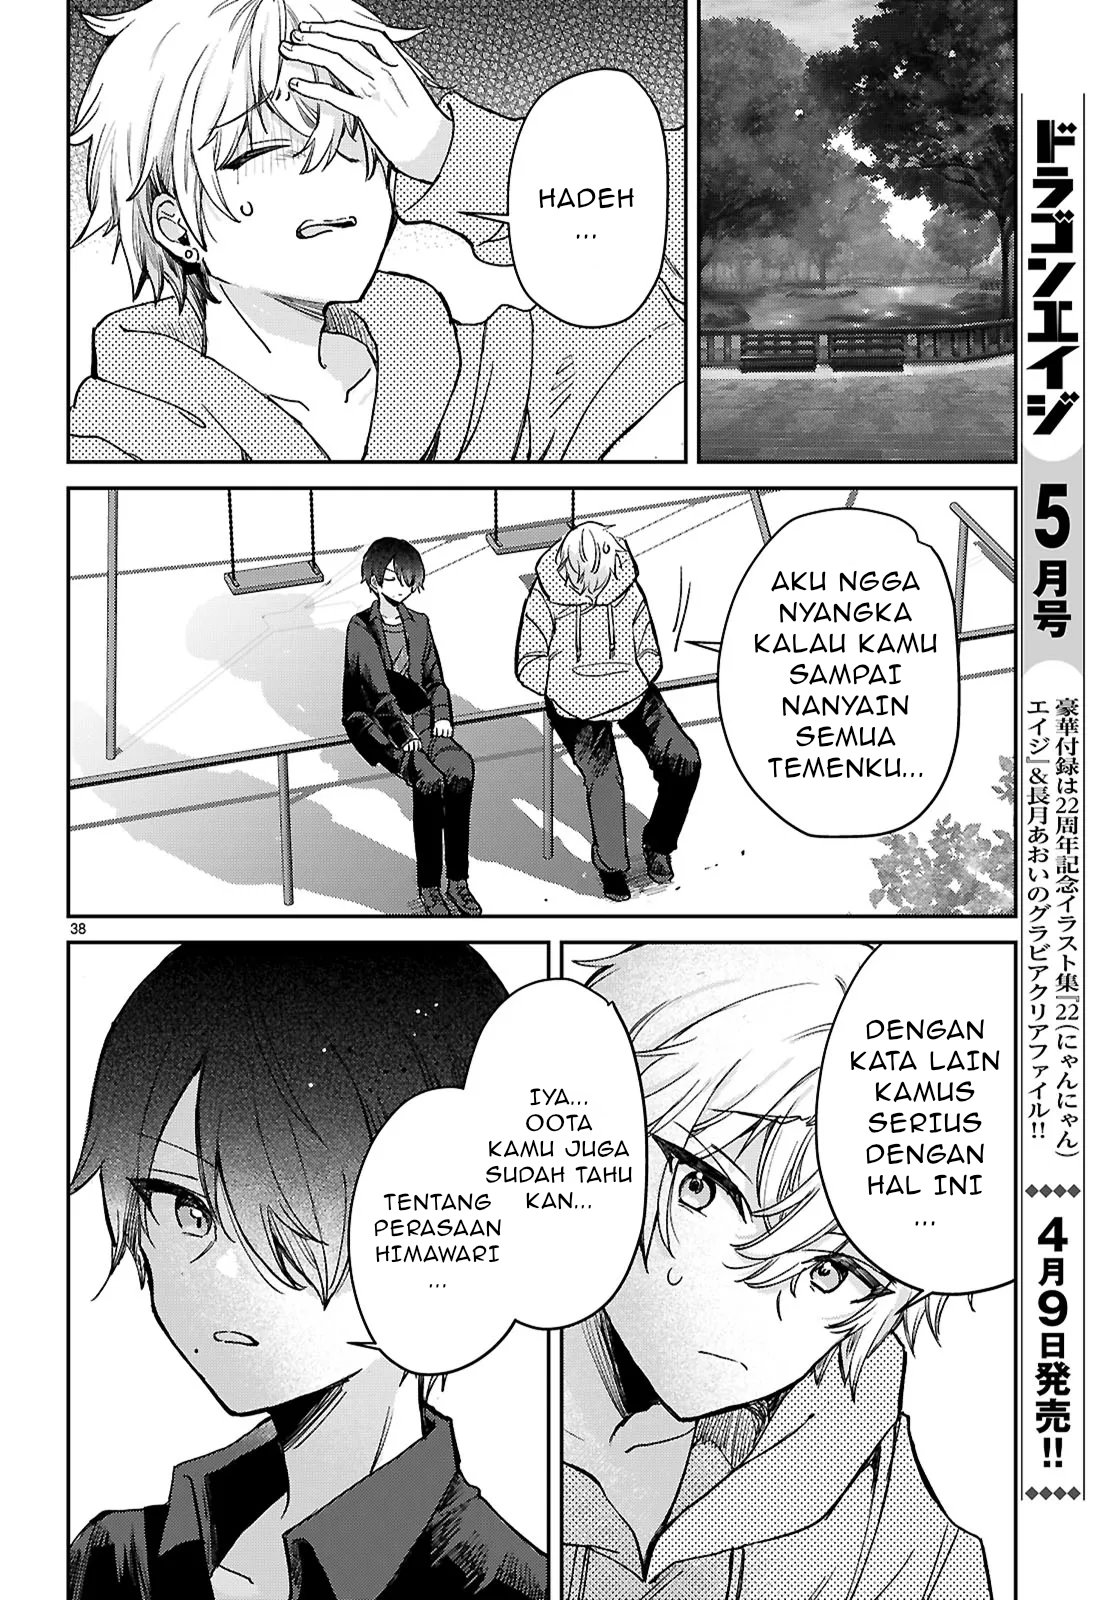 HADEH
...
AKU NGGA
NYANGKA
KALAU KAMU
SAMPAI
NANYAIN
SEMUA
TEMENKU...
38
DENGAN
KATA LAIN
KAMUS
SERIUS
DENGAN
HAL INI
...
IYA...
OOTA
KAMU JUGA
SUDAH TAHU
KAN...
TENTANG
PERASAAN
HIMAWARI
...
ドラゴンエイジ
5月号
豪華付録は22周年記念イラスト集『22(にゃんにゃん)
エイジ』&長月あおいのグラビアクリアファイル!!
4月9日発売!!